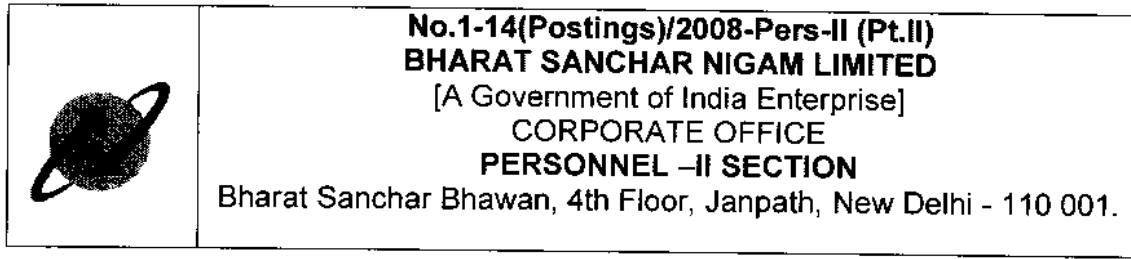 No.1-14(Postings)/2008-Pers-II (Pt.II)
BHARAT SANCHAR NIGAM LIMITED
[A Government of India Enterprise]
CORPORATE OFFICE
PERSONNEL –II SECTION
Bharat Sanchar Bhawan, 4th Floor, Janpath, New Delhi - 110 001.